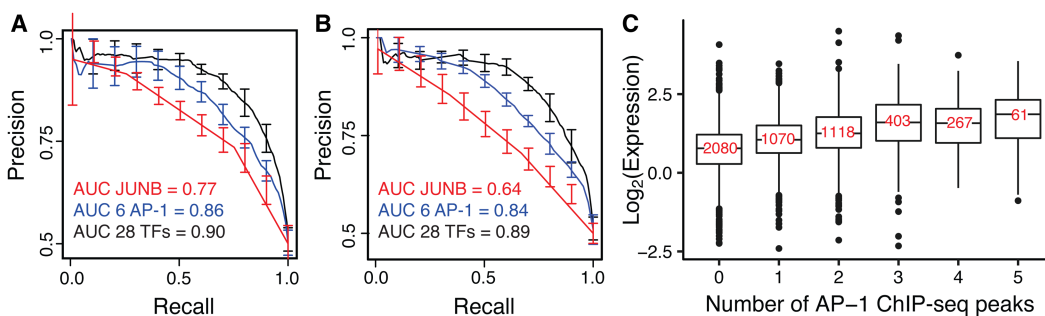 A
Precision
1.0
0.75
0.5
AUC JUNB = 0.77
AUC 6 AP-1 = 0.86
AUC 28 TFs = 0.90
0.0 0.5 1.0
Recall
B
Precision
1.0
0.75
0.5
AUC JUNB = 0.64
AUC 6 AP-1 = 0.84
AUC 28 TFs = 0.89
0.0 0.5 1.0
Recall
C
Log2(Expression)
2.5
0.0
−2.5
2080 1070 1118 403 267 61
0 1 2 3 4 5
Number of AP−1 ChIP-seq peaks